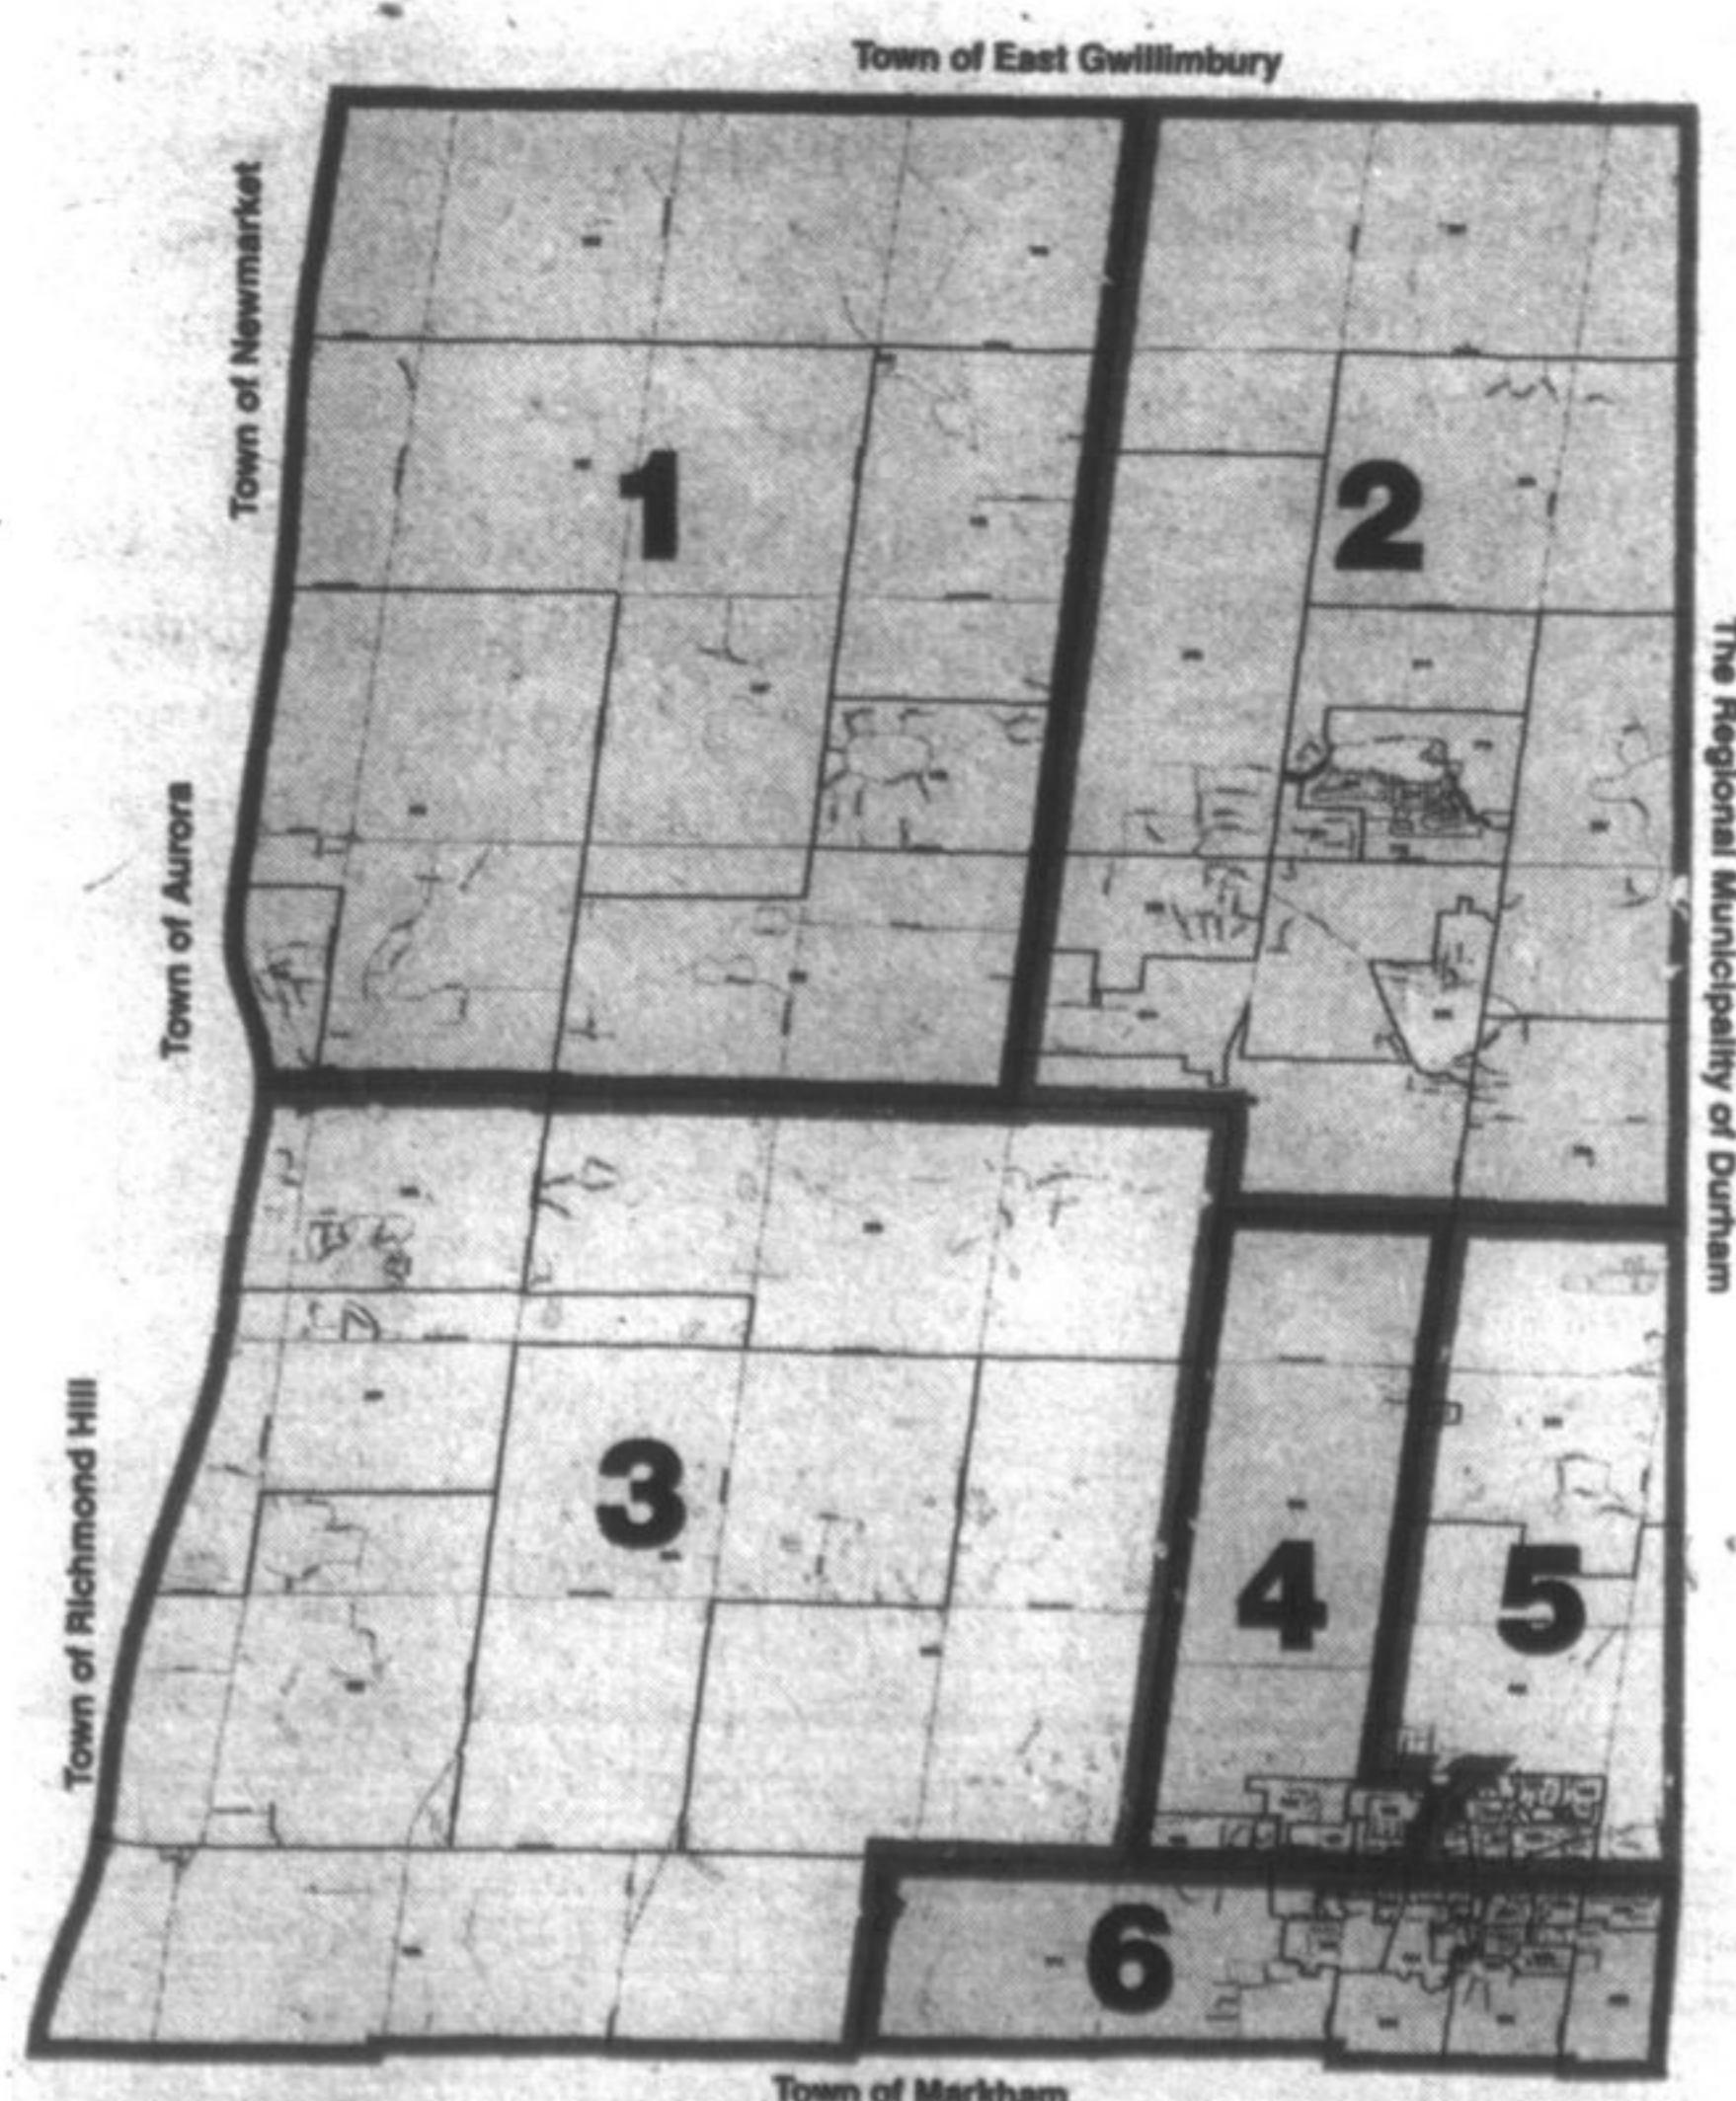 Town of East Gwillimbury
Town of Newmarket
1
2
The Regional Municipality of Durham
Town of Aurora
Town of Richmond Hill
3
4
5
6
Town of Markham